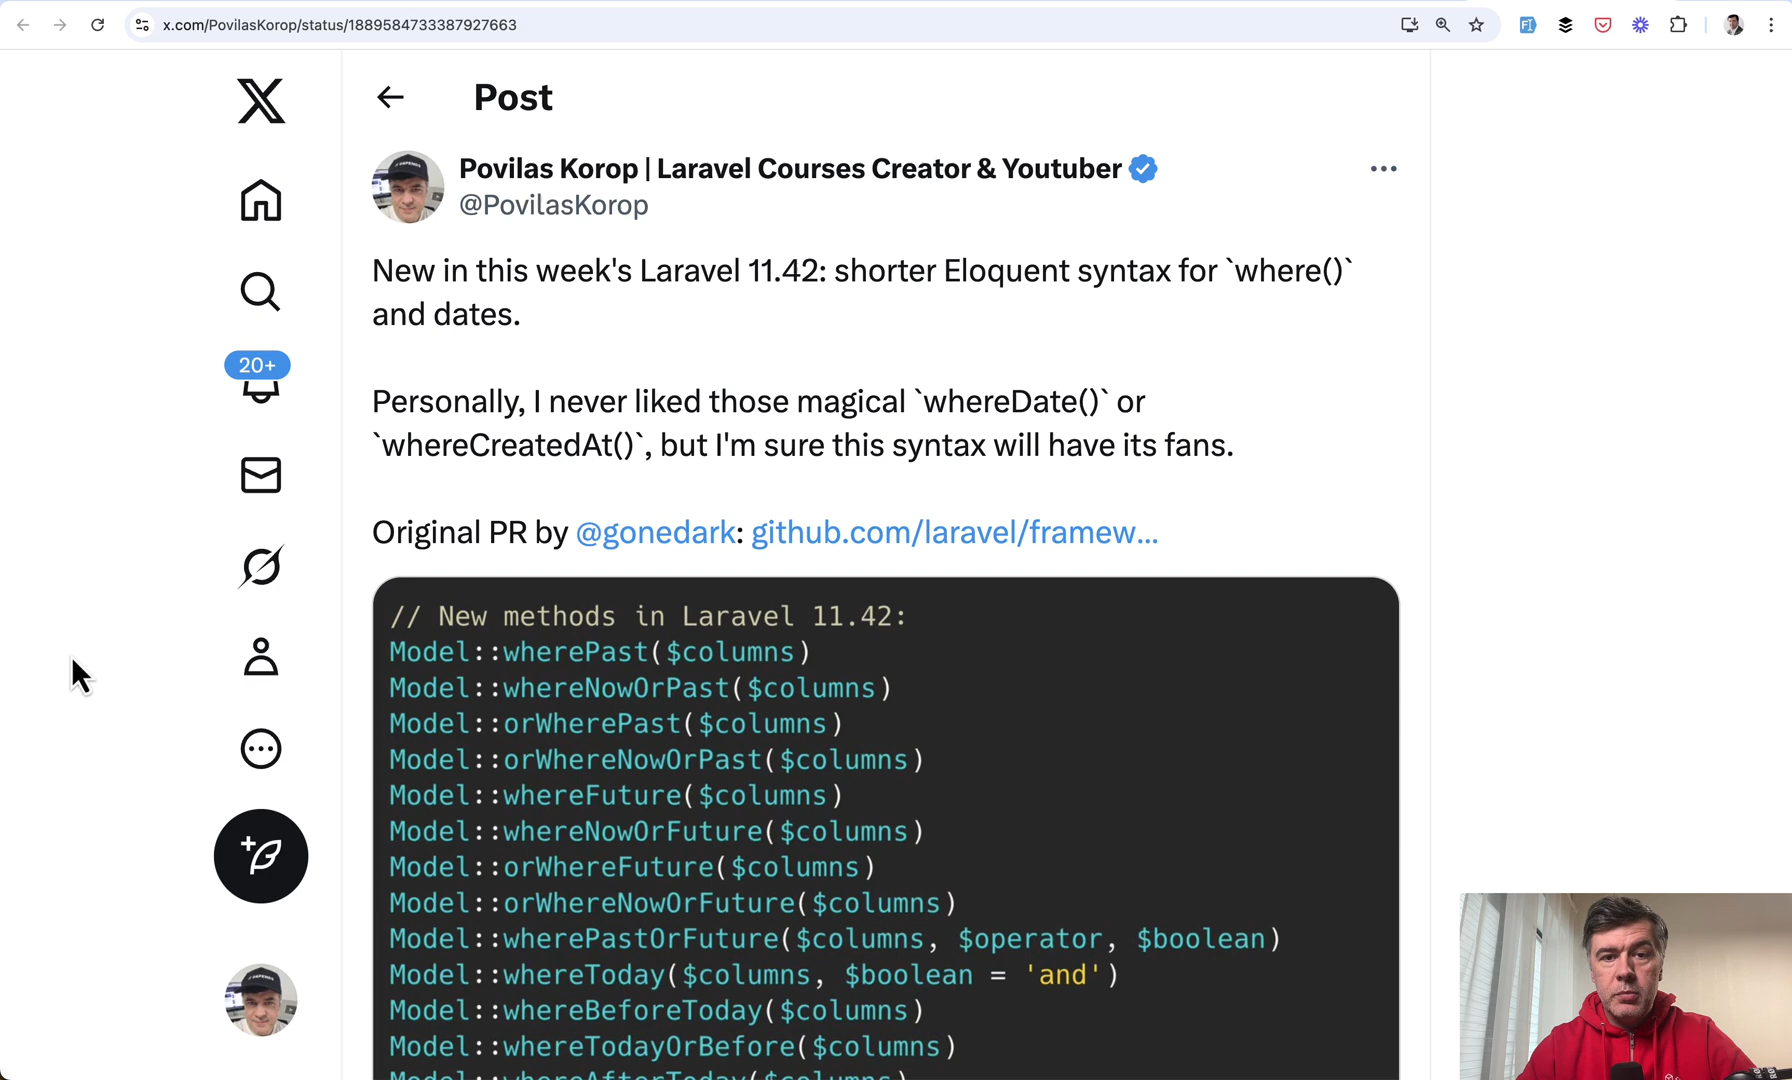 x.com/PovilasKorop/status/1889584733387927663
Post
Povilas Korop | Laravel Courses Creator & Youtuber
@PovilasKorop
New in this week's Laravel 11.42: shorter Eloquent syntax for `where()`
and dates.
Personally, I never liked those magical `whereDate()` or
`whereCreatedAt()`, but I'm sure this syntax will have its fans.
Original PR by @gonedark: github.com/laravel/framew...
20+
// New methods in Laravel 11.42:
Model::wherePast($columns)
Model::whereNowOrPast($columns)
Model::orWherePast($columns)
Model::orWhereNowOrPast($columns)
Model::whereFuture($columns)
Model::whereNowOrFuture($columns)
Model::orWhereFuture($columns)
Model::orWhereNowOrFuture($columns)
Model::wherePastOrFuture($columns, $operator, $boolean)
Model::whereToday($columns, $boolean = 'and')
Model::whereBeforeToday($columns)
Model::whereTodayOrBefore($columns)
Model::whereAfterToday($columns)